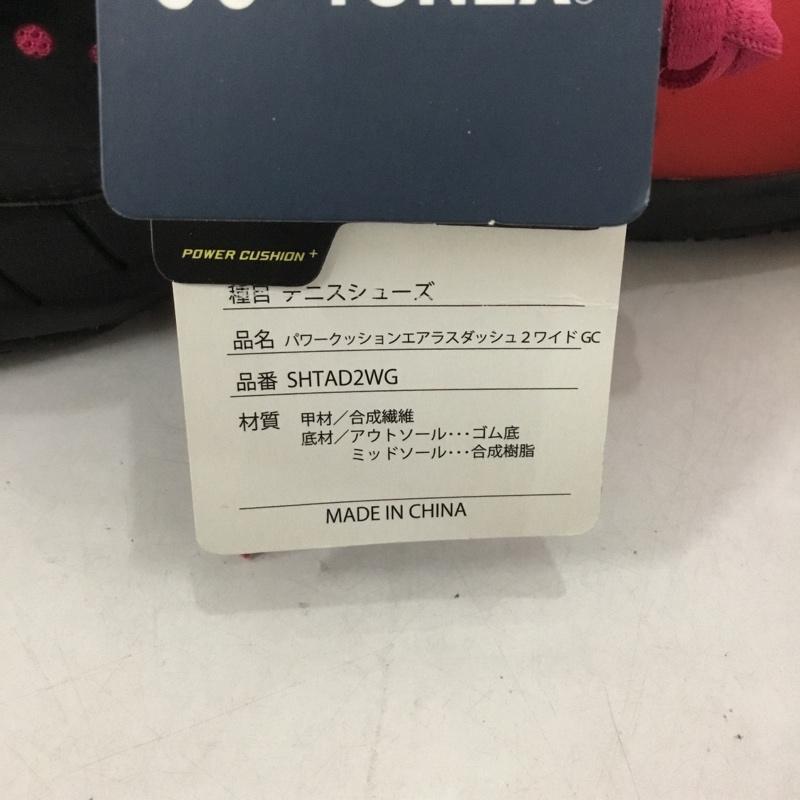 YONEX®
POWER CUSHION+
種目 テニスシューズ
品名 パワークッションエアラスダッシュ2ワイド GC
品番 SHTAD2WG
材質 甲材/合成繊維
底材/アウトソール･･･ゴム底
ミッドソール･･･合成樹脂
MADE IN CHINA